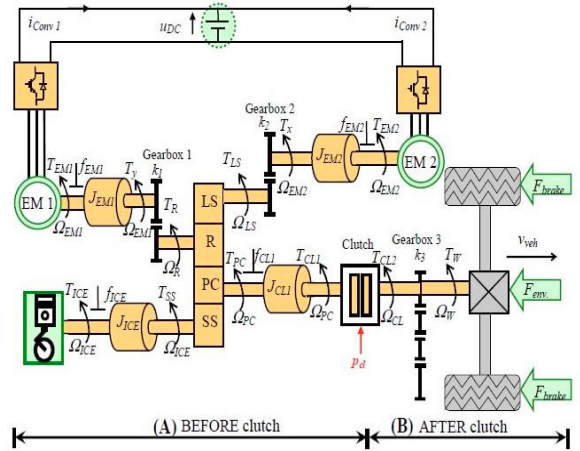 iConv 1
uDC
iConv 2
Gearbox 2
k2
Tx
fEM2
TEM2
JEM2
EM 2
ΩEM2
ΩEM2
Gearbox 1
k1
TEM1
fEM1
Ty
JEM1
EM 1
ΩEM1
ΩEM1
TR
ΩR
TLS
ΩLS
LS
R
PC
SS
TPC
fCL1
TCL1
JCL1
ΩPC
ΩPC
Clutch
TCL2
ΩCL
pcl
Gearbox 3
k3
TW
ΩW
Fbrake
vveh
Fenv.
Fbrake
TICE
fICE
TSS
JICE
ΩICE
ΩICE
(A) BEFORE clutch
(B) AFTER clutch